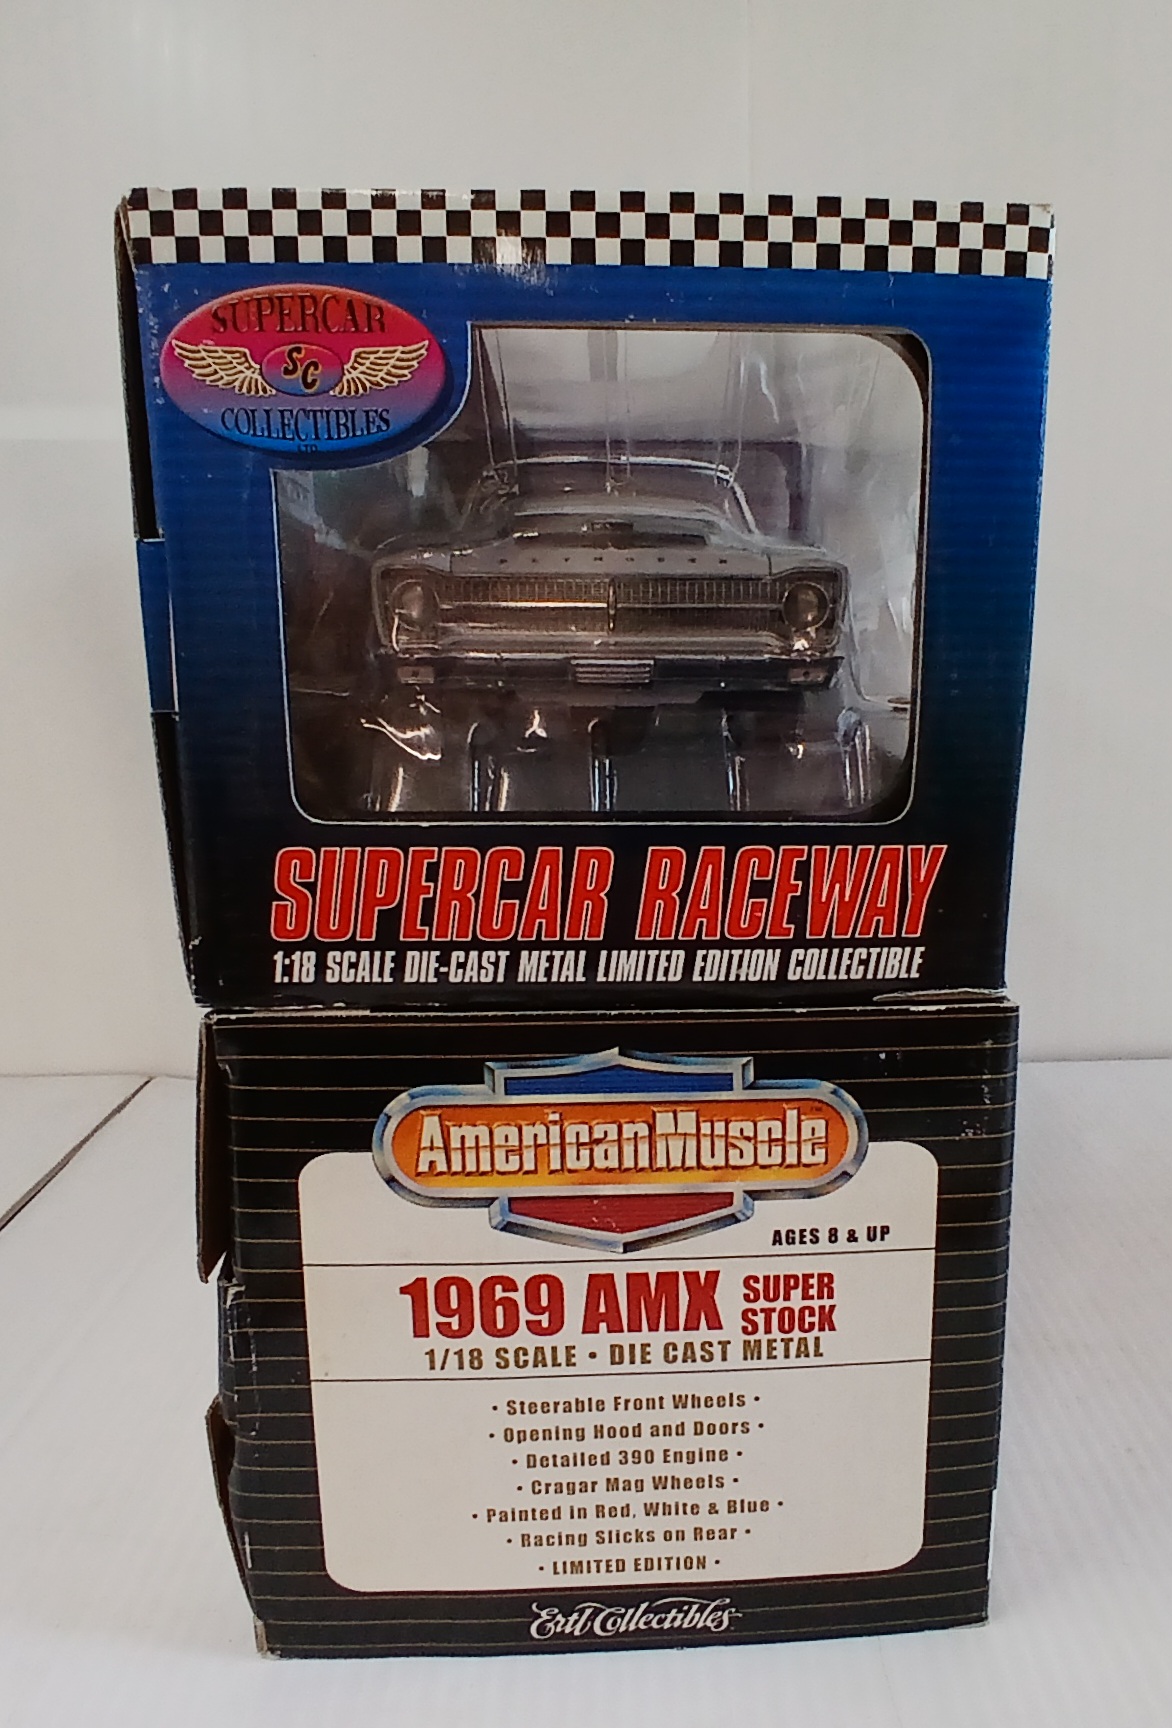 SUPERCAR
SC
COLLECTIBLES
LTD
PLYMOUTH
SUPERCAR RACEWAY
1:18 SCALE DIE-CAST METAL LIMITED EDITION COLLECTIBLE
AmericanMuscle™
AGES 8 & UP
1969 AMX SUPER STOCK
1/18 SCALE • DIE CAST METAL
• Steerable Front Wheels •
• Opening Hood and Doors •
• Detailed 390 Engine •
• Cragar Mag Wheels •
• Painted in Red, White & Blue •
• Racing Slicks on Rear •
• LIMITED EDITION •
Ertl Collectibles